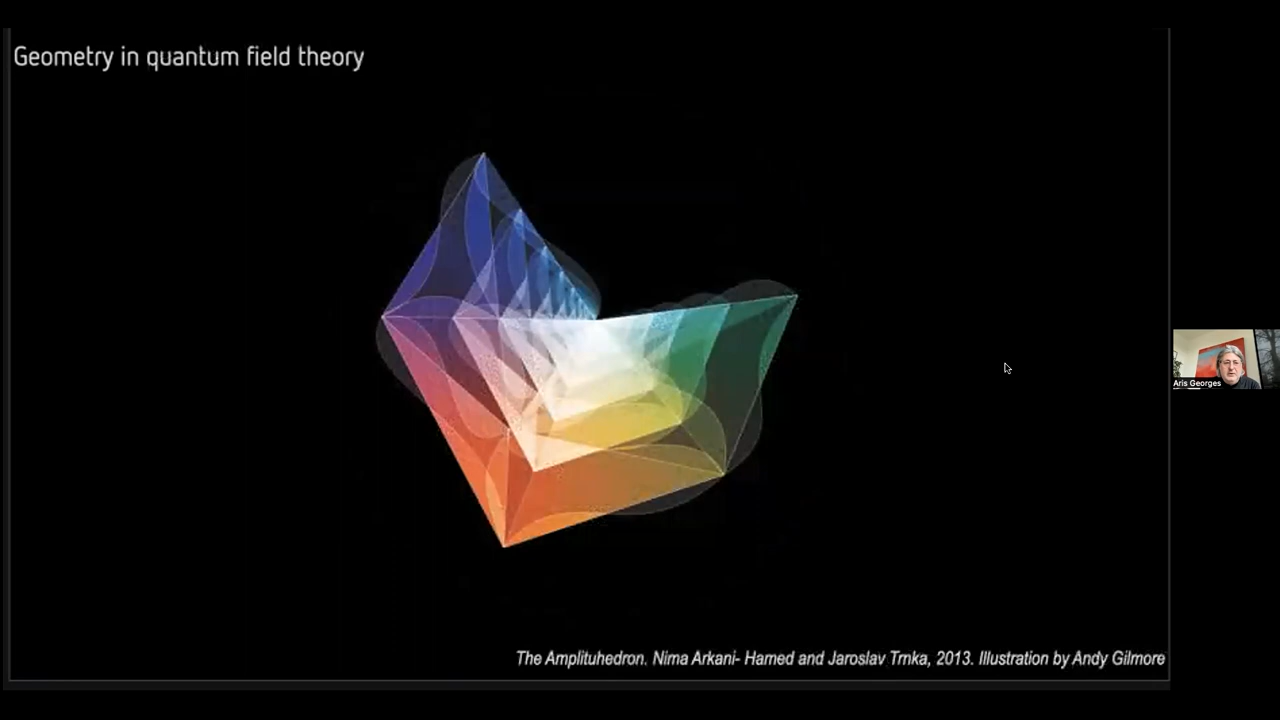 Geometry in quantum field theory
Aris Georges
The Amplituhedron. Nima Arkani- Hamed and Jaroslav Trnka, 2013. Illustration by Andy Gilmore